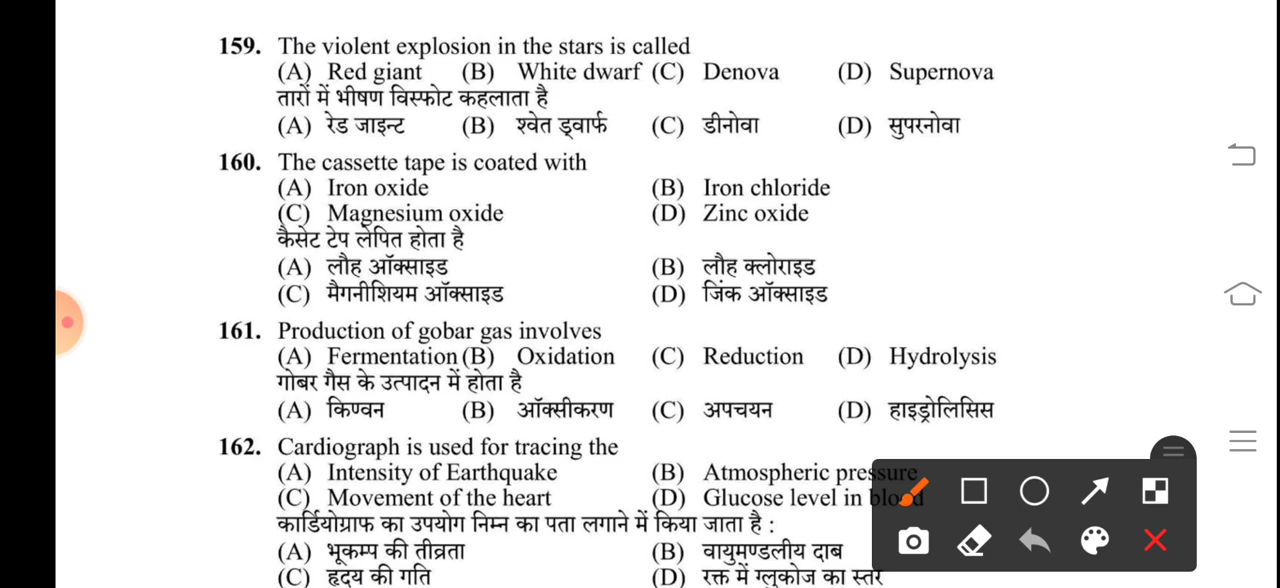 159. The violent explosion in the stars is called
(A) Red giant (B) White dwarf (C) Denova (D) Supernova
तारों में भीषण विस्फोट कहलाता है
(A) रेड जाइन्ट (B) श्वेत ड्वार्फ (C) डीनोवा (D) सुपरनोवा
160. The cassette tape is coated with
(A) Iron oxide (B) Iron chloride
(C) Magnesium oxide (D) Zinc oxide
कैसेट टेप लेपित होता है
(A) लौह ऑक्साइड (B) लौह क्लोराइड
(C) मैगनीशियम ऑक्साइड (D) जिंक ऑक्साइड
161. Production of gobar gas involves
(A) Fermentation (B) Oxidation (C) Reduction (D) Hydrolysis
गोबर गैस के उत्पादन में होता है
(A) किण्वन (B) ऑक्सीकरण (C) अपचयन (D) हाइड्रोलिसिस
162. Cardiograph is used for tracing the
(A) Intensity of Earthquake (B) Atmospheric pressure
(C) Movement of the heart (D) Glucose level in blood
कार्डियोग्राफ का उपयोग निम्न का पता लगाने में किया जाता है :
(A) भूकम्प की तीव्रता (B) वायुमण्डलीय दाब
(C) हृदय की गति (D) रक्त में ग्लूकोज का स्तर